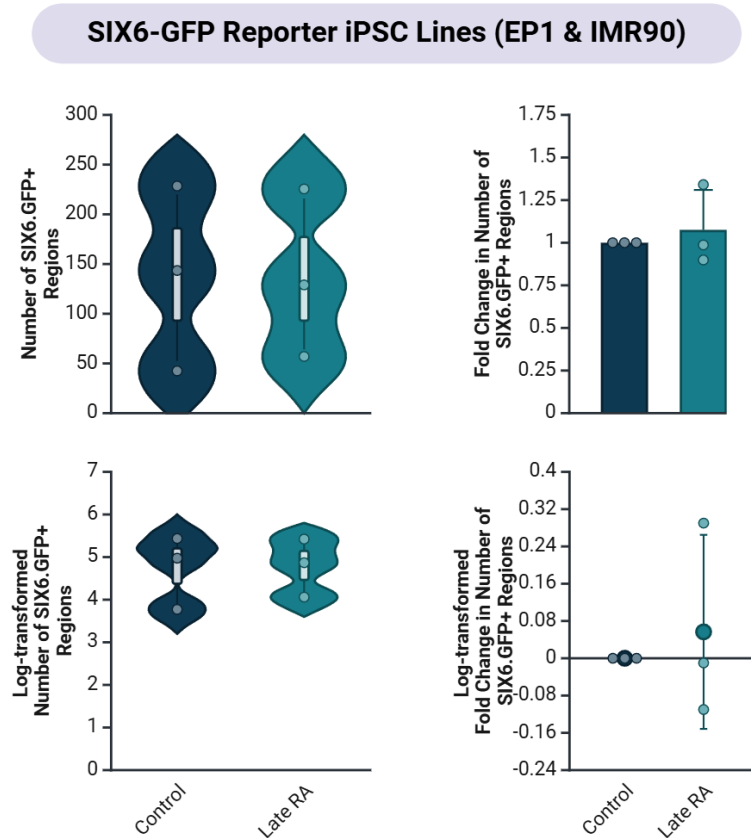 SIX6-GFP Reporter iPSC Lines (EP1 & IMR90)
Number of SIX6.GFP+
Regions
300
250
200
150
100
50
0
Fold Change in Number of
SIX6.GFP+ Regions
1.75
1.5
1.25
1
0.75
0.5
0.25
0
Log-transformed
Number of SIX6.GFP+
Regions
7
6
5
4
3
2
1
0
Control
Late RA
Log-transformed
Fold Change in Number of
SIX6.GFP+ Regions
0.4
0.32
0.24
0.16
0.08
0
-0.08
-0.16
-0.24
Control
Late RA